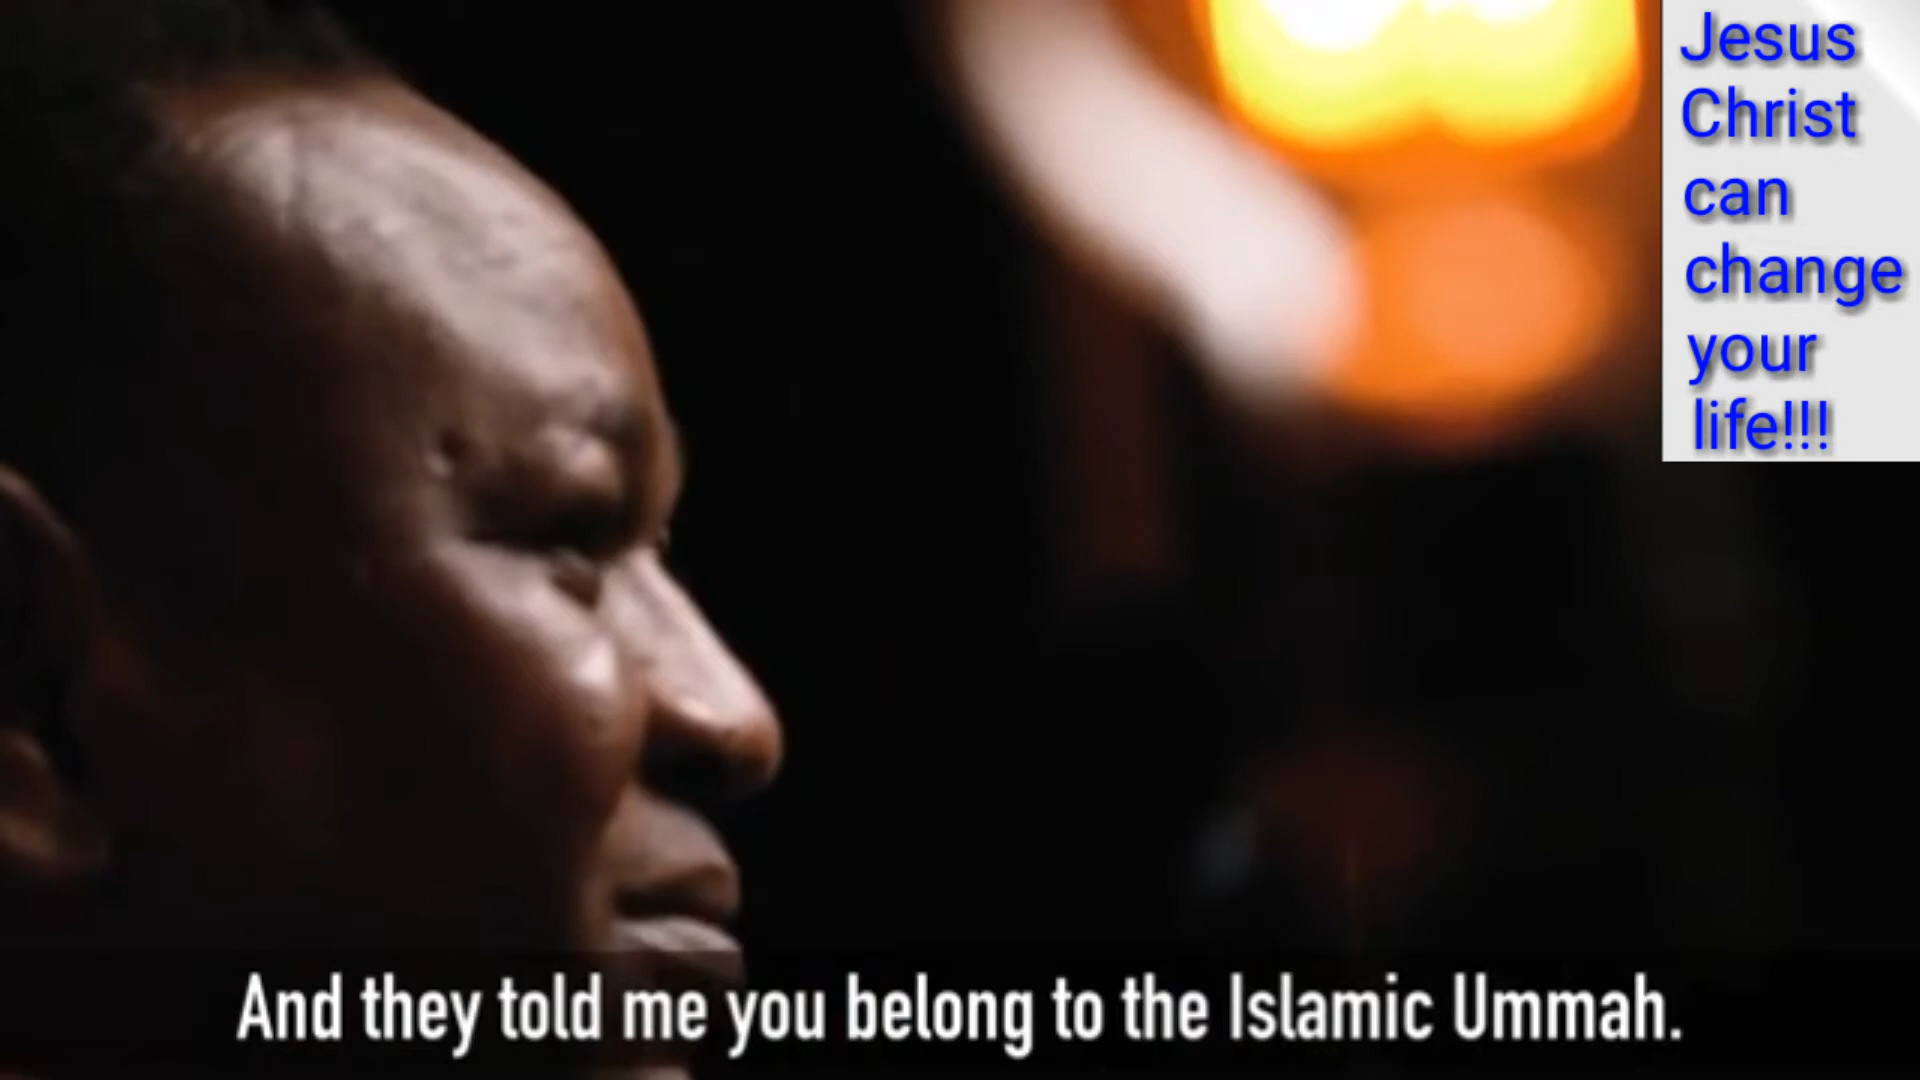 Jesus
Christ
can
change
your
life!!!
And they told me you belong to the Islamic Ummah.